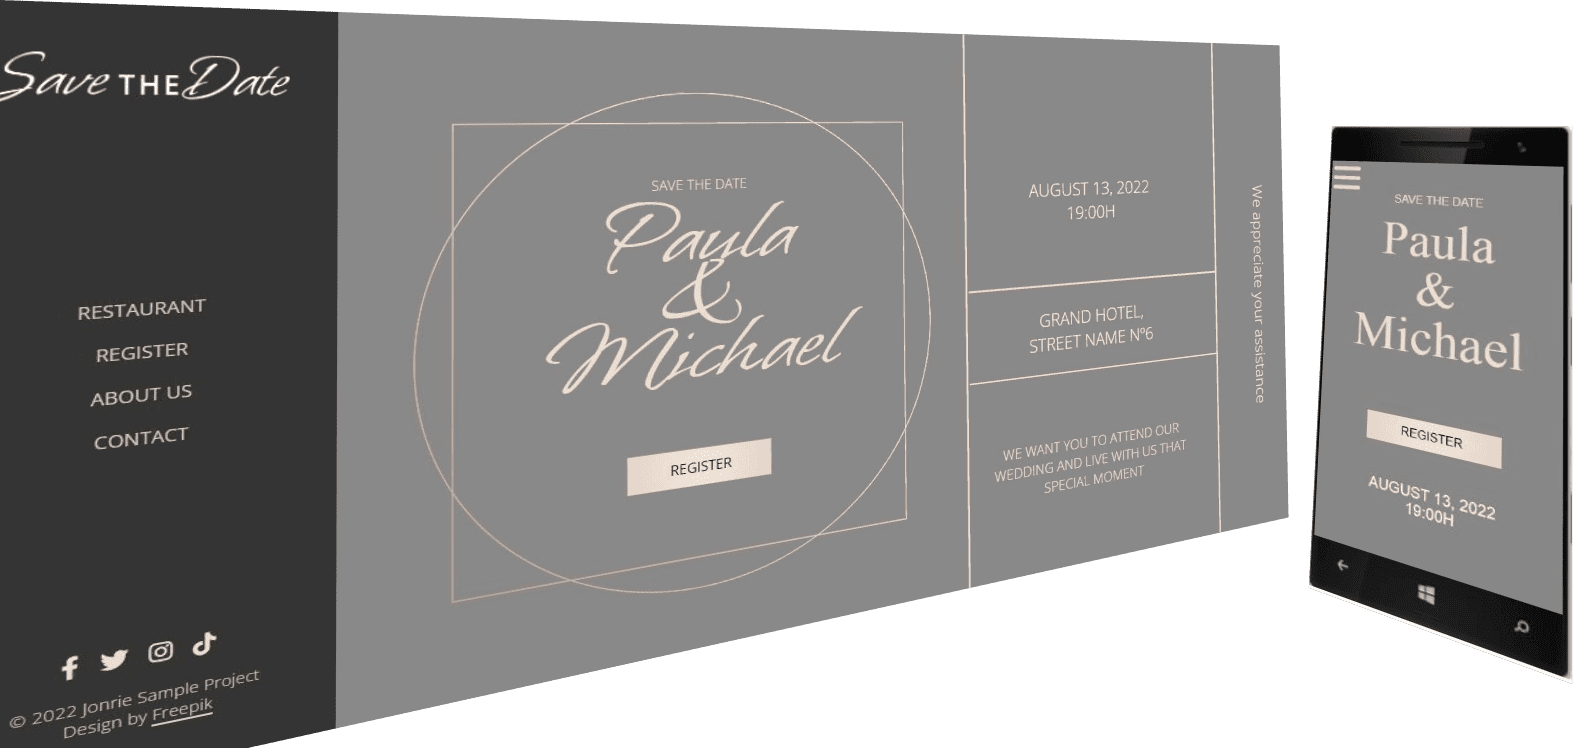 Save THE Date
RESTAURANT
REGISTER
ABOUT US
CONTACT
© 2022 Jonrie Sample Project
Design by Freepik
SAVE THE DATE
Paula
&
Michael
REGISTER
AUGUST 13, 2022
19:00H
GRAND HOTEL,
STREET NAME Nº6
WE WANT YOU TO ATTEND OUR
WEDDING AND LIVE WITH US THAT
SPECIAL MOMENT
We appreciate your assistance
SAVE THE DATE
Paula
&
Michael
REGISTER
AUGUST 13, 2022
19:00H